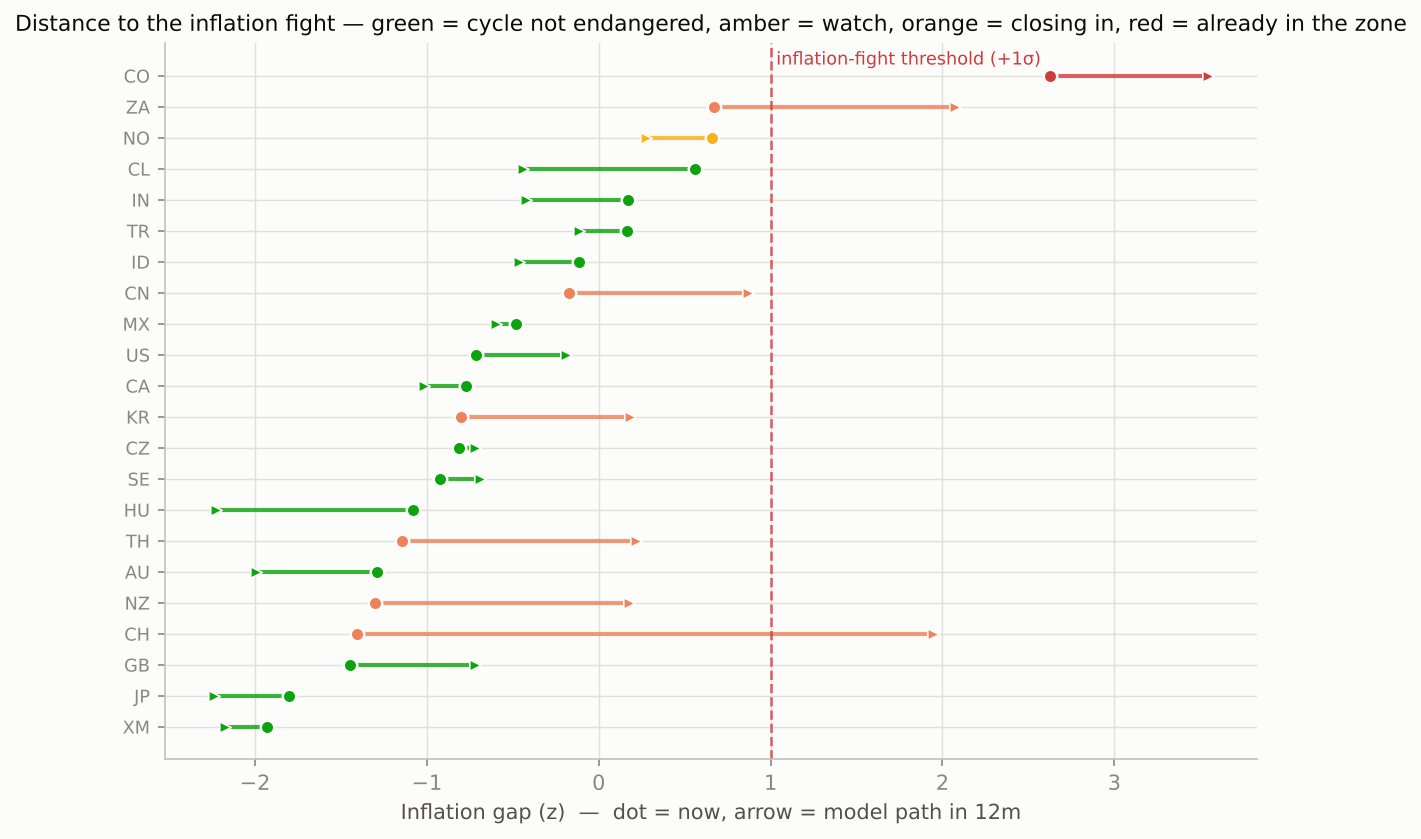 Distance to the inflation fight — green = cycle not endangered, amber = watch, orange = closing in, red = already in the zone
inflation-fight threshold (+1σ)
CO
ZA
NO
CL
IN
TR
ID
CN
MX
US
CA
KR
CZ
SE
HU
TH
AU
NZ
CH
GB
JP
XM
−2 −1 0 1 2 3
Inflation gap (z) — dot = now, arrow = model path in 12m